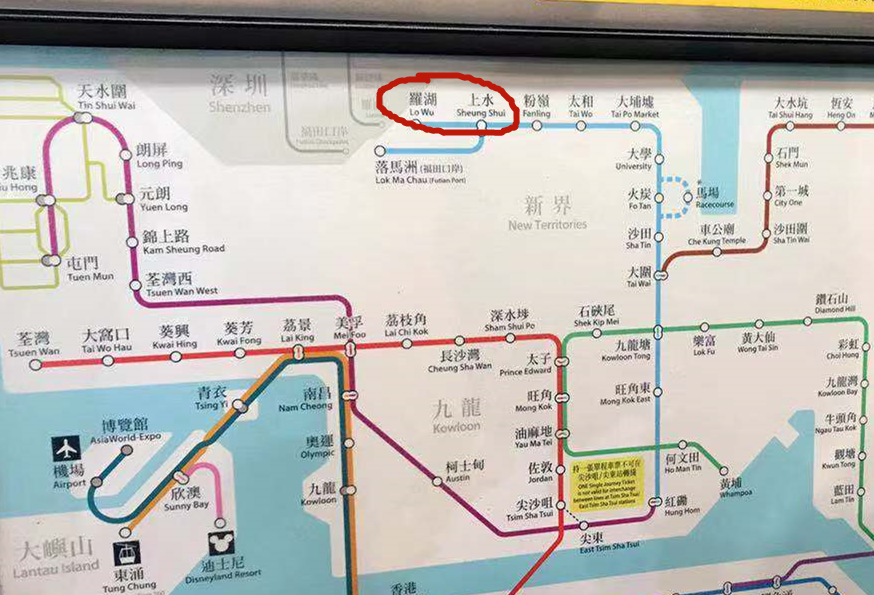 深圳
Shenzhen
天水圍
Tin Shui Wai
羅湖
Lo Wu
上水
Sheung Shui
粉嶺
Fanling
太和
Tai Wo
大埔墟
Tai Po Market
大水坑
Tai Shui Hang
恆安
Heng On
朗屏
Long Ping
落馬洲 (福田口岸)
Lok Ma Chau (Futian Port)
大學
University
石門
Shek Mun
兆康
iu Hong
元朗
Yuen Long
新界
New Territories
火炭
Fo Tan
馬場
Racecourse
第一城
City One
錦上路
Kam Sheung Road
沙田
Sha Tin
車公廟
Che Kung Temple
沙田圍
Sha Tin Wai
屯門
Tuen Mun
荃灣西
Tsuen Wan West
大圍
Tai Wai
荃灣
Tsuen Wan
大窩口
Tai Wo Hau
葵興
Kwai Hing
葵芳
Kwai Fong
荔景
Lai King
美孚
Mei Foo
荔枝角
Lai Chi Kok
深水埗
Sham Shui Po
石硤尾
Shek Kip Mei
鑽石山
Diamond Hill
長沙灣
Cheung Sha Wan
太子
Prince Edward
九龍塘
Kowloon Tong
樂富
Lok Fu
黃大仙
Wong Tai Sin
彩虹
Choi Hung
青衣
Tsing Yi
南昌
Nam Cheong
九龍
Kowloon
旺角
Mong Kok
旺角東
Mong Kok East
九龍灣
Kowloon Bay
博覽館
AsiaWorld-Expo
奧運
Olympic
油麻地
Yau Ma Tei
牛頭角
Ngau Tau Kok
機場
Airport
欣澳
Sunny Bay
九龍
Kowloon
柯士甸
Austin
佐敦
Jordan
持一張單程車票不可在
尖沙咀/尖東站轉綫
ONE Single Journey Ticket
is not valid for interchange
between lines at Tsim Sha Tsui/
East Tsim Sha Tsui stations
何文田
Ho Man Tin
黃埔
Whampoa
觀塘
Kwun Tong
藍田
Lam Tin
尖沙咀
Tsim Sha Tsui
紅磡
Hung Hom
尖東
East Tsim Sha Tsui
大嶼山
Lantau Island
東涌
Tung Chung
迪士尼
Disneyland Resort
香港